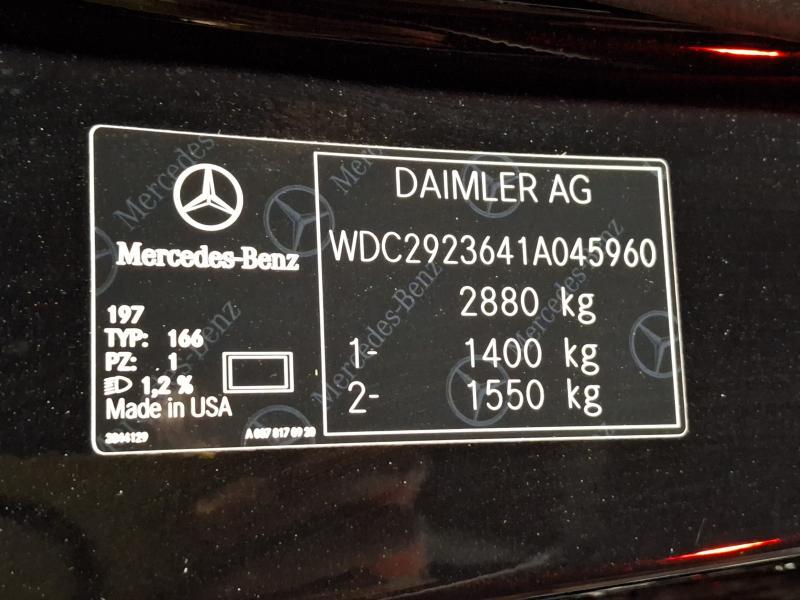 Mercedes-Benz
197
TYP: 166
PZ: 1
1,2 %
Made in USA
DAIMLER AG
WDC2923641A045960
2880 kg
1- 1400 kg
2- 1550 kg